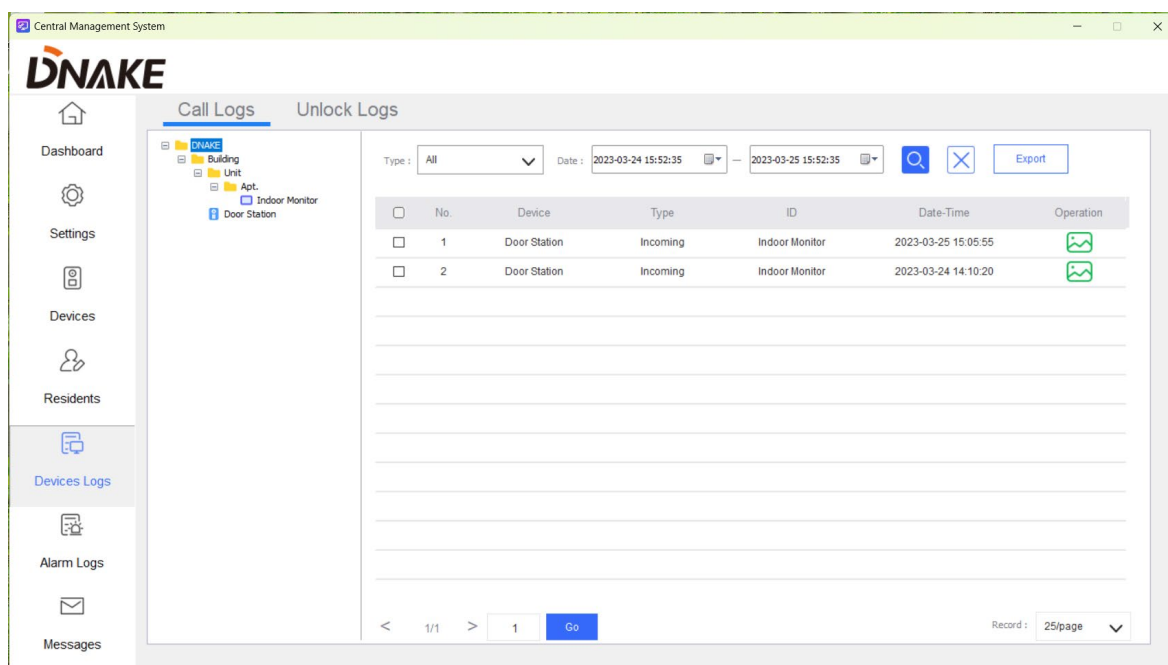 Central Management System
DNAKE
Dashboard
Settings
Devices
Residents
Devices Logs
Alarm Logs
Messages
Call Logs Unlock Logs
DNAKE
Building
Unit
Apt.
Indoor Monitor
Door Station
Type : All Date : 2023-03-24 15:52:35 — 2023-03-25 15:52:35 Export
No. Device Type ID Date-Time Operation
1 Door Station Incoming Indoor Monitor 2023-03-25 15:05:55
2 Door Station Incoming Indoor Monitor 2023-03-24 14:10:20
< 1/1 > 1 Go Record : 25/page